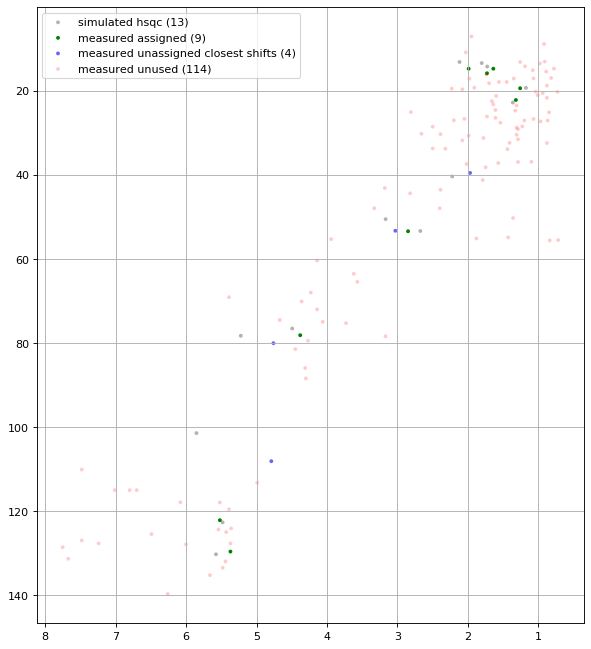 simulated hsqc (13)
measured assigned (9)
measured unassigned closest shifts (4)
measured unused (114)
20
40
60
80
100
120
140
8 7 6 5 4 3 2 1